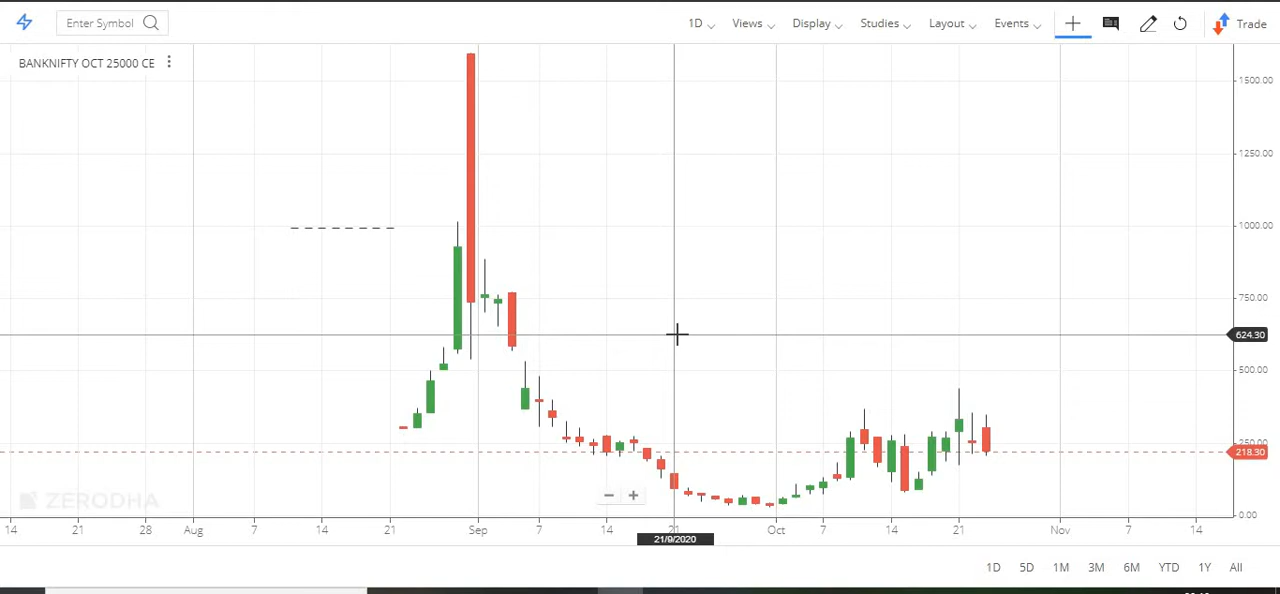 Enter Symbol 1D Views Display Studies Layout Events Trade
BANKNIFTY OCT 25000 CE
1500.00
1250.00
1000.00
750.00
624.30
500.00
250.00
218.30
ZERODHA
0.00
14 21 28 Aug 7 14 21 Sep 7 14 21 Oct 7 14 21 Nov 7 14
21/9/2020
1D 5D 1M 3M 6M YTD 1Y All